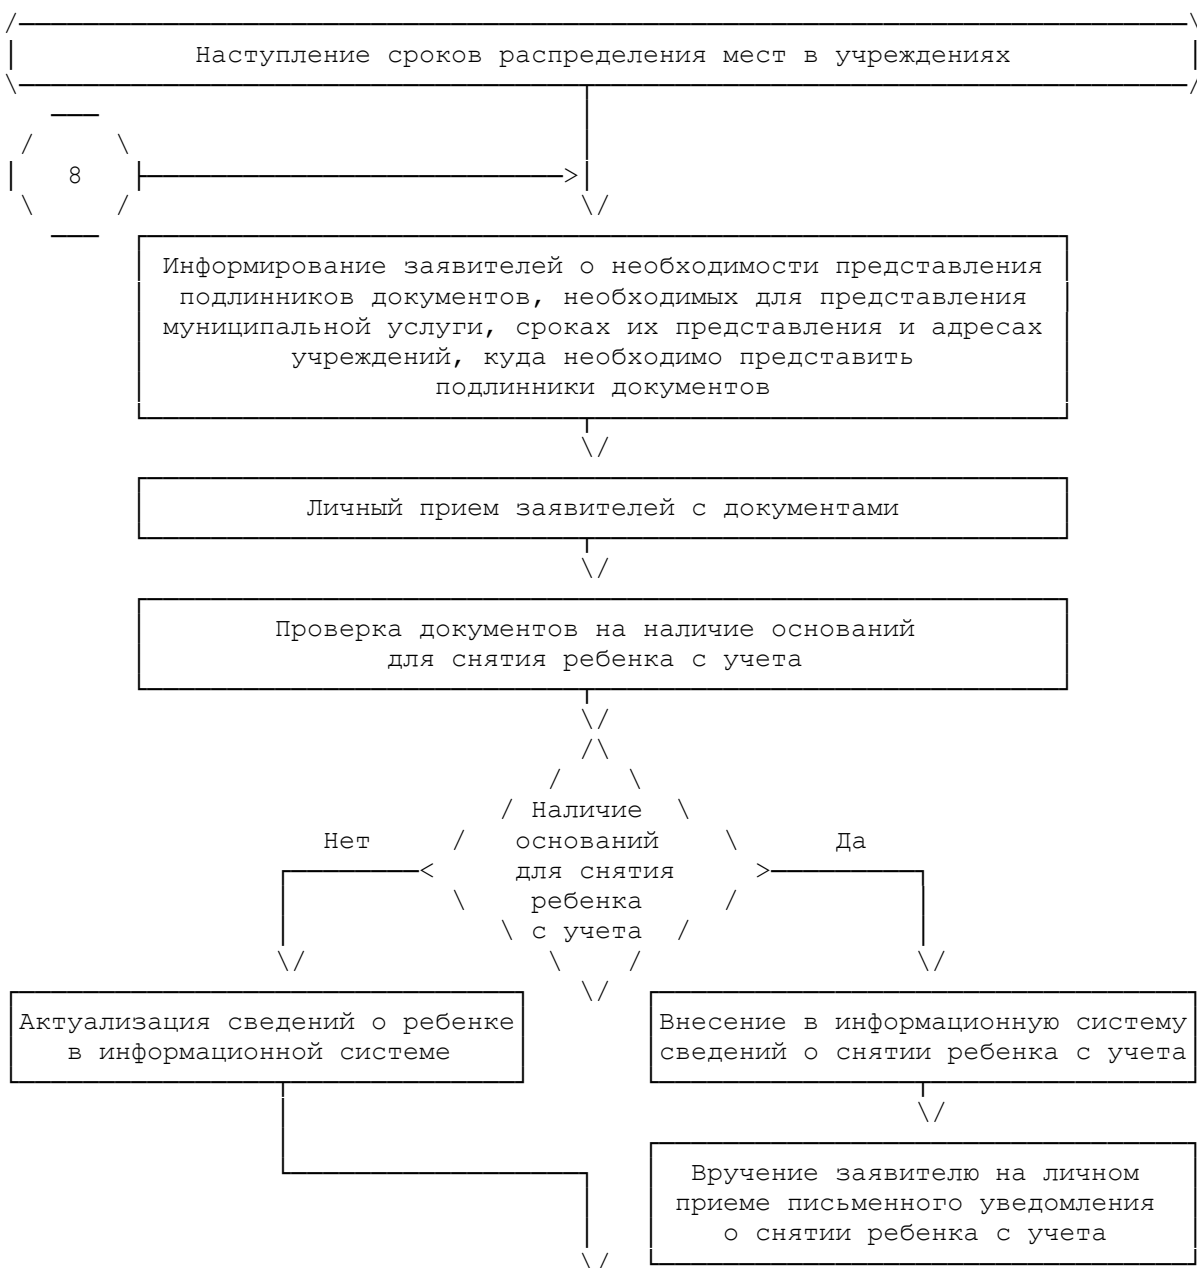 Наступление сроков распределения мест в учреждениях
8
Информирование заявителей о необходимости представления
подлинников документов, необходимых для представления
муниципальной услуги, сроках их представления и адресах
учреждений, куда необходимо представить
подлинники документов
Личный прием заявителей с документами
Проверка документов на наличие оснований
для снятия ребенка с учета
Наличие
Нет оснований Да
для снятия
ребенка
с учета
Актуализация сведений о ребенке
в информационной системе
Внесение в информационную систему
сведений о снятии ребенка с учета
Вручение заявителю на личном
приеме письменного уведомления
о снятии ребенка с учета